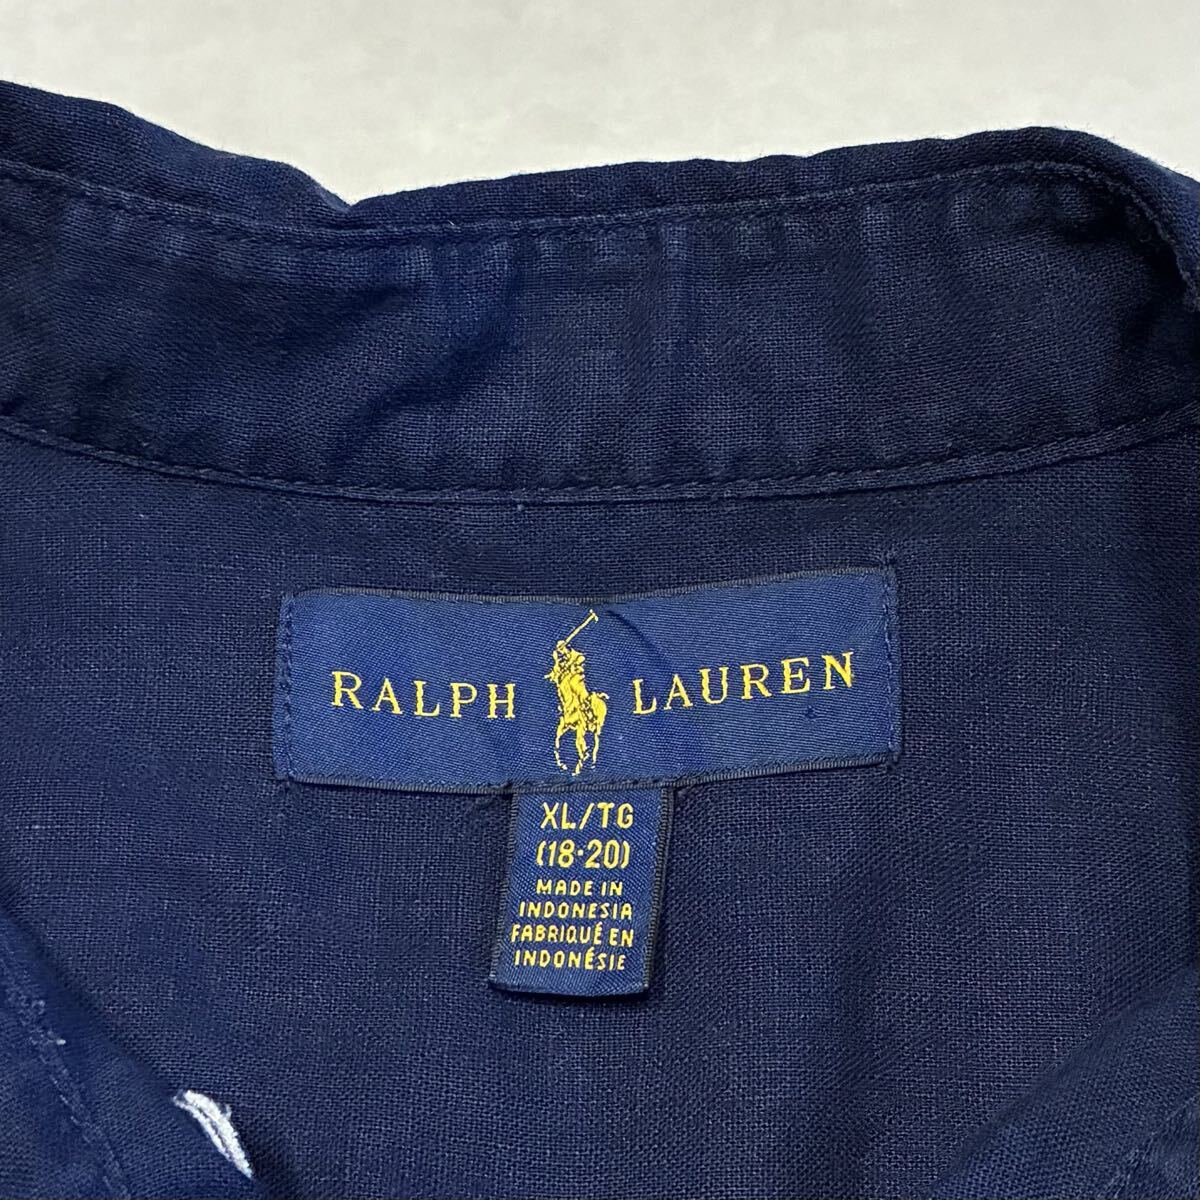 RALPH LAUREN
XL/TG
(18-20)
MADE IN
INDONESIA
FABRIQUÉ EN
INDONÉSIE